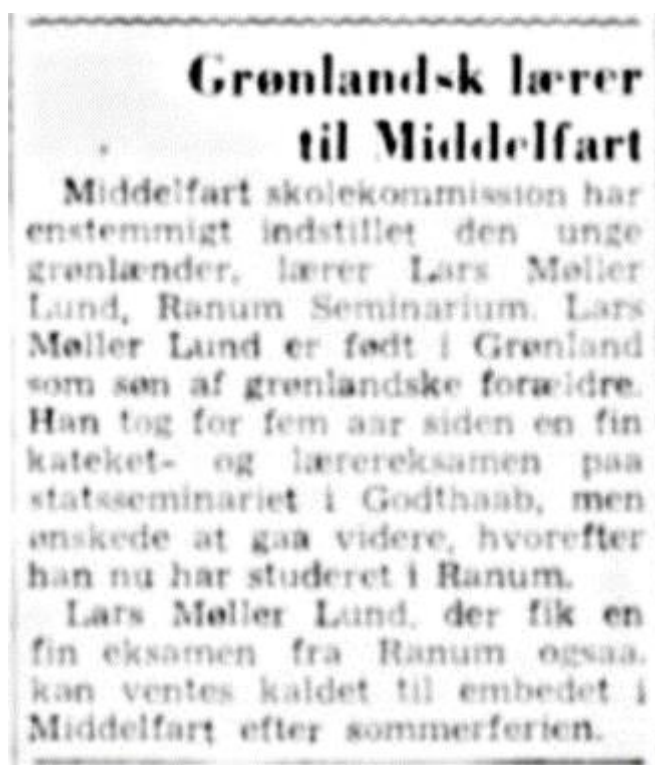 Grønlandsk lærer
til Middelfart
Middelfart skolekommission har
enstemmigt indstillet den unge
grønlænder, lærer Lars Møller
Lund, Ranum Seminarium. Lars
Møller Lund er født i Grønland
som søn af grønlandske forældre.
Han tog for fem aar siden en fin
kateket- og lærereksamen paa
statsseminariet i Godthaab, men
ønskede at gaa videre, hvorefter
han nu har studeret i Ranum.
Lars Møller Lund, der fik en
fin eksamen fra Ranum ogsaa,
kan ventes kaldet til embedet i
Middelfart efter sommerferien.